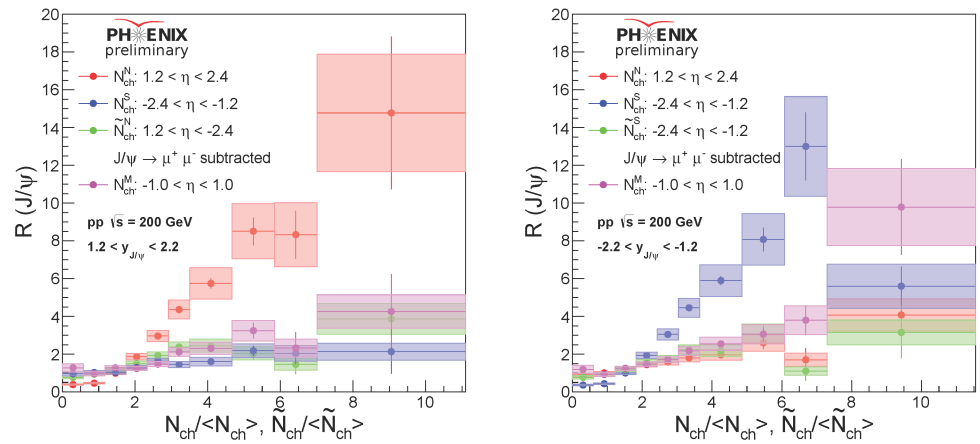 PHENIX
preliminary
N_ch^N: 1.2 < η < 2.4
N_ch^S: -2.4 < η < -1.2
Ñ_ch^N: 1.2 < η < -2.4
J/ψ → μ⁺ μ⁻ subtracted
N_ch^M: -1.0 < η < 1.0
pp √s = 200 GeV
1.2 < y_J/ψ < 2.2
R (J/ψ)
20
18
16
14
12
10
8
6
4
2
0
0 2 4 6 8 10
N_ch/<N_ch>, Ñ_ch/<Ñ_ch>
PHENIX
preliminary
N_ch^N: 1.2 < η < 2.4
N_ch^S: -2.4 < η < -1.2
Ñ_ch^S: -2.4 < η < -1.2
J/ψ → μ⁺ μ⁻ subtracted
N_ch^M: -1.0 < η < 1.0
pp √s = 200 GeV
-2.2 < y_J/ψ < -1.2
R (J/ψ)
20
18
16
14
12
10
8
6
4
2
0
0 2 4 6 8 10
N_ch/<N_ch>, Ñ_ch/<Ñ_ch>